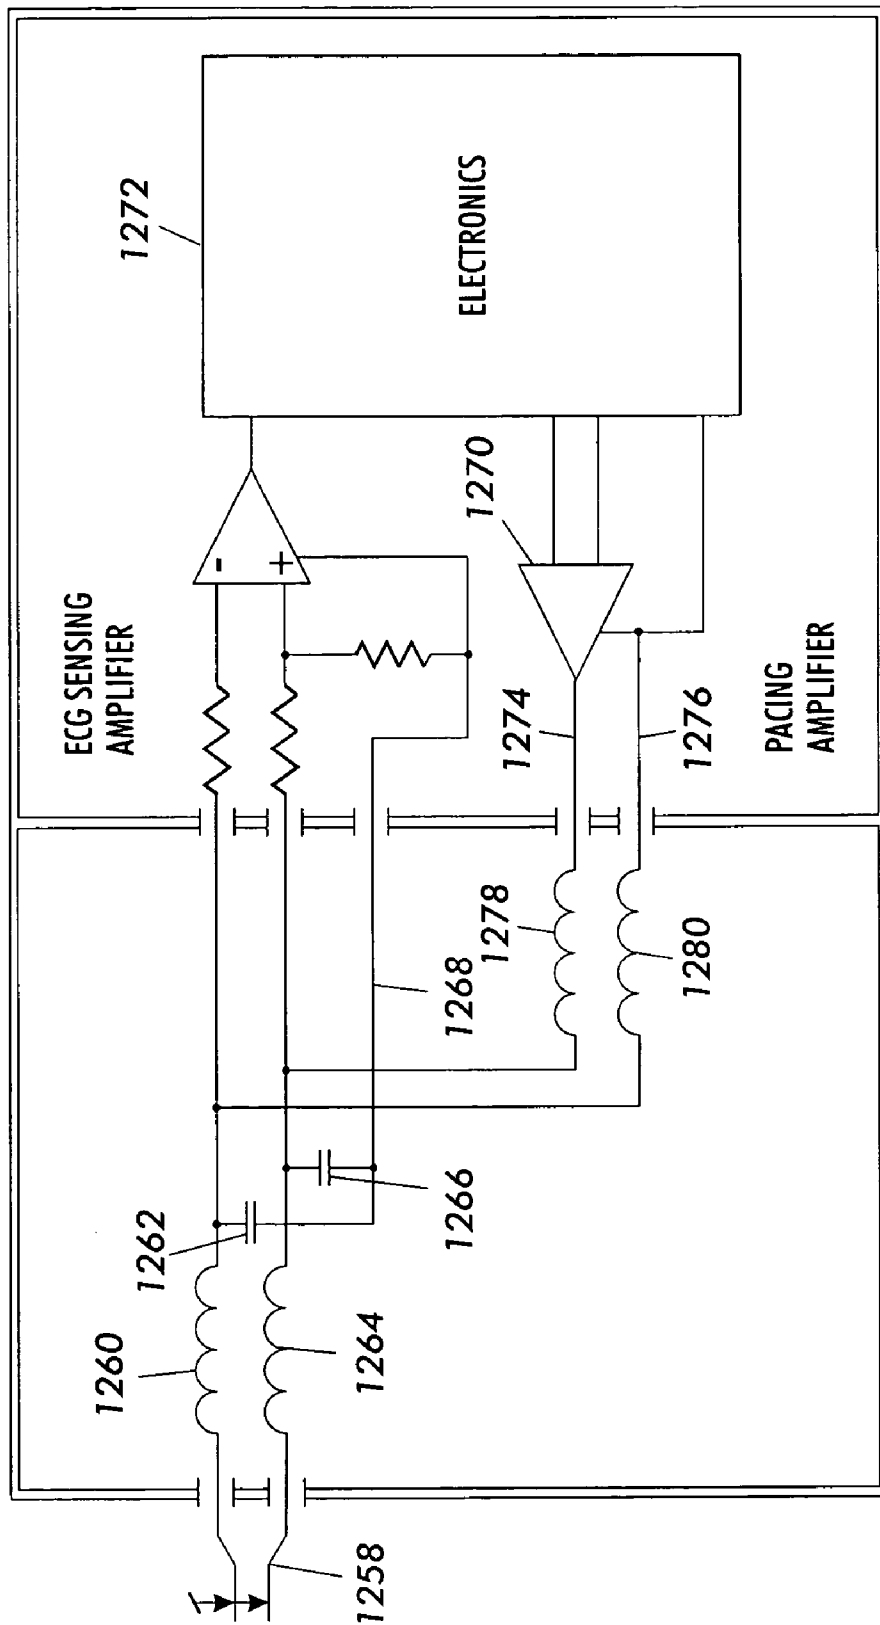 ECG SENSING
AMPLIFIER
1272
-
+
ELECTRONICS
1270
1274
1276
PACING
AMPLIFIER
1278
1280
1268
1262
1266
1260
1264
1258